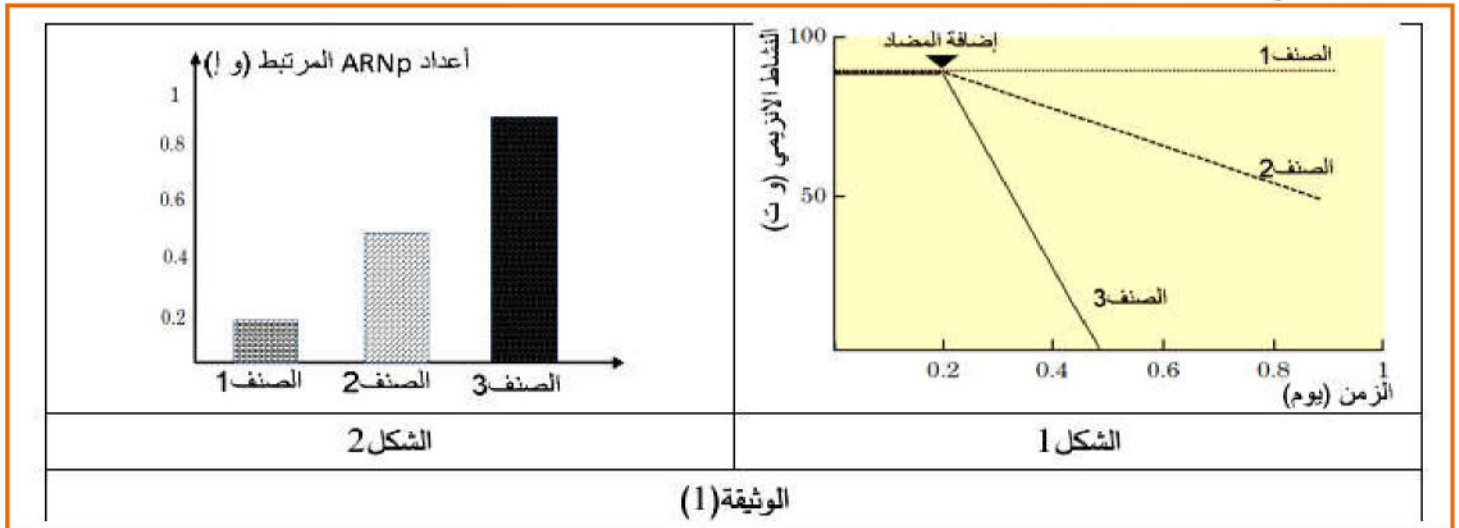 النشاط الانزيمي (و ت)
100
50
إضافة المضاد
الصنف1
الصنف2
الصنف3
0.2 0.4 0.6 0.8 1
الزمن (يوم)
الشكل1
أعداد ARNp المرتبط (و إ)
1
0.8
0.6
0.4
0.2
الصنف1 الصنف2 الصنف3
الشكل2
الوثيقة(1)